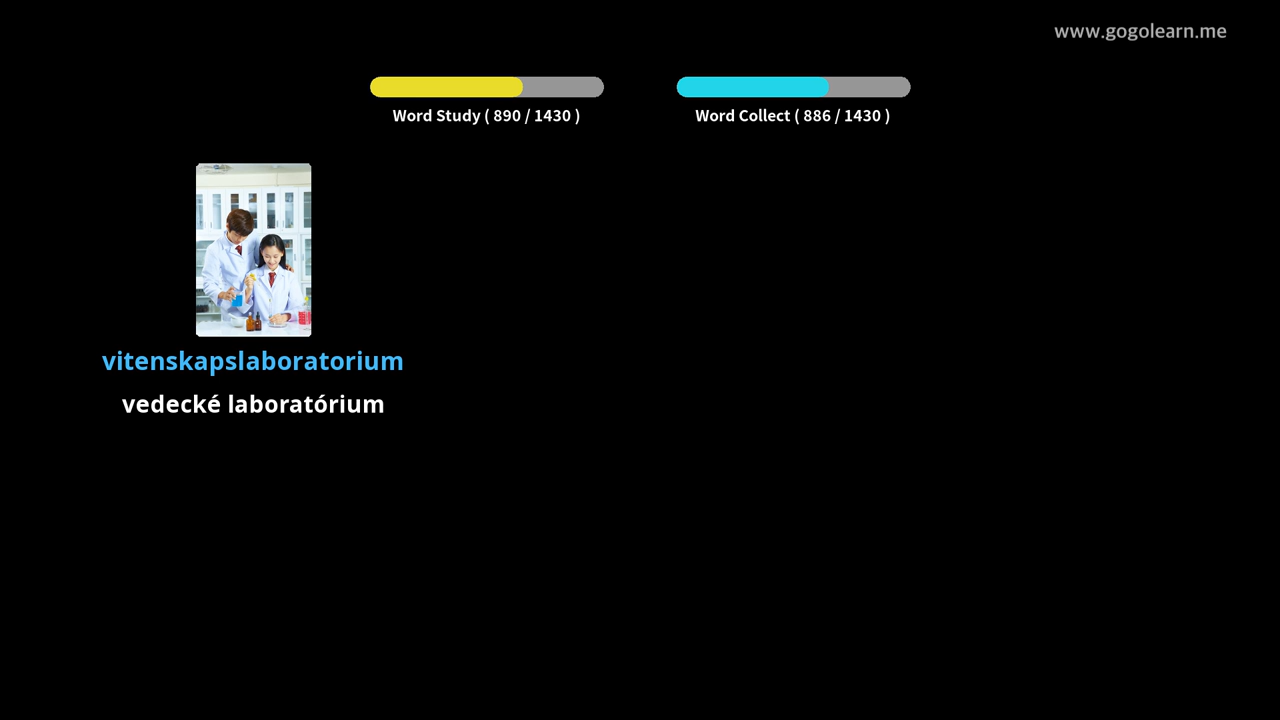 www.gogolearn.me
Word Study ( 890 / 1430 )
Word Collect ( 886 / 1430 )
vitenskapslaboratorium
vedecké laboratórium